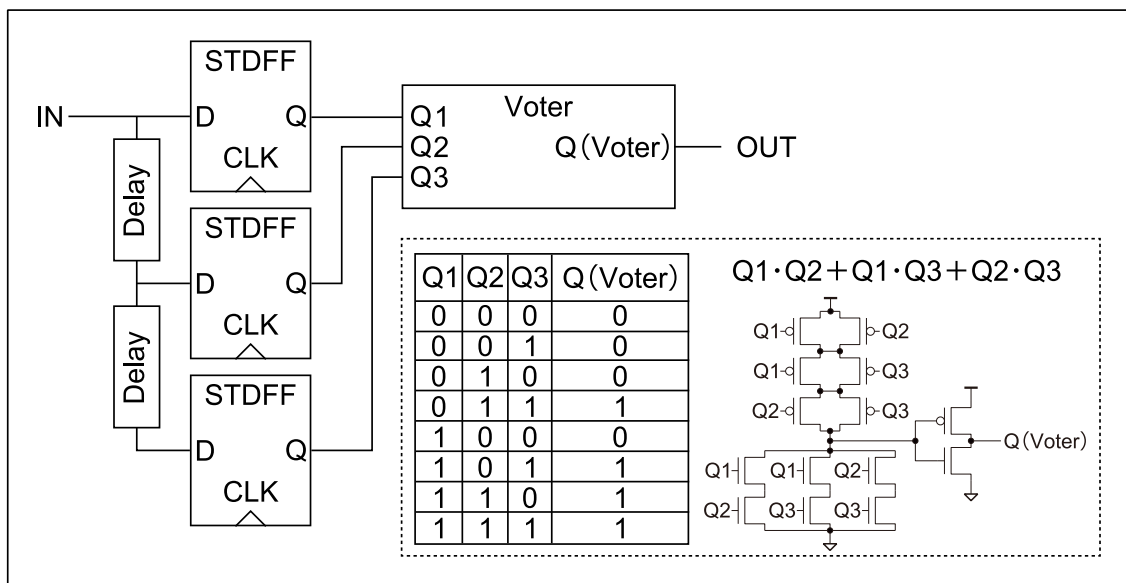 STDFF
IN
D
Q
CLK
Delay
STDFF
D
Q
CLK
Delay
STDFF
D
Q
CLK
Voter
Q1
Q2
Q3
Q(Voter)
OUT
Q1 Q2 Q3 Q(Voter)
0 0 0 0
0 0 1 0
0 1 0 0
0 1 1 1
1 0 0 0
1 0 1 1
1 1 0 1
1 1 1 1
Q1·Q2+Q1·Q3+Q2·Q3
Q1 Q2
Q1 Q3
Q2 Q3
Q(Voter)
Q1 Q1 Q2
Q2 Q3 Q3